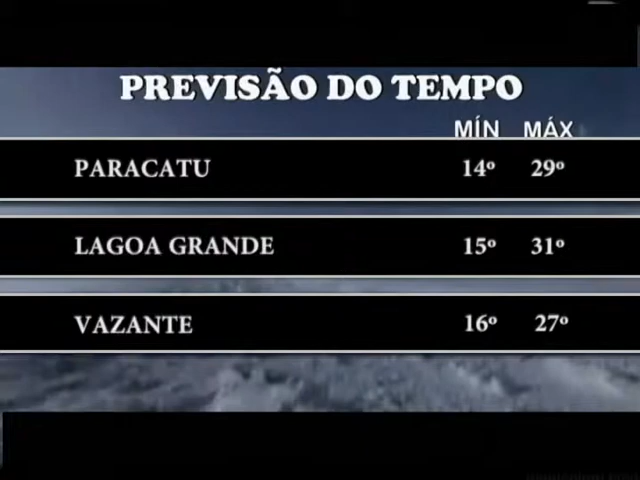 PREVISÃO DO TEMPO
MÍN MÁX
PARACATU 14º 29º
LAGOA GRANDE 15º 31º
VAZANTE 16º 27º